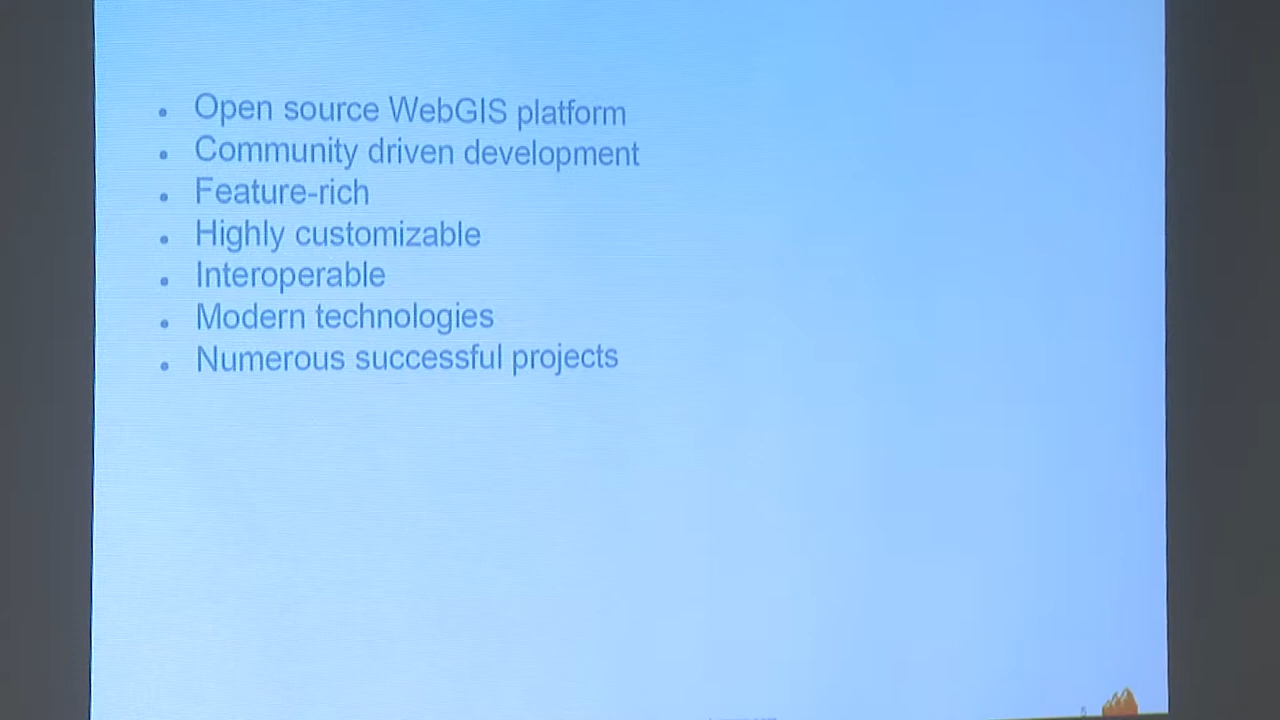 • Open source WebGIS platform
• Community driven development
• Feature-rich
• Highly customizable
• Interoperable
• Modern technologies
• Numerous successful projects